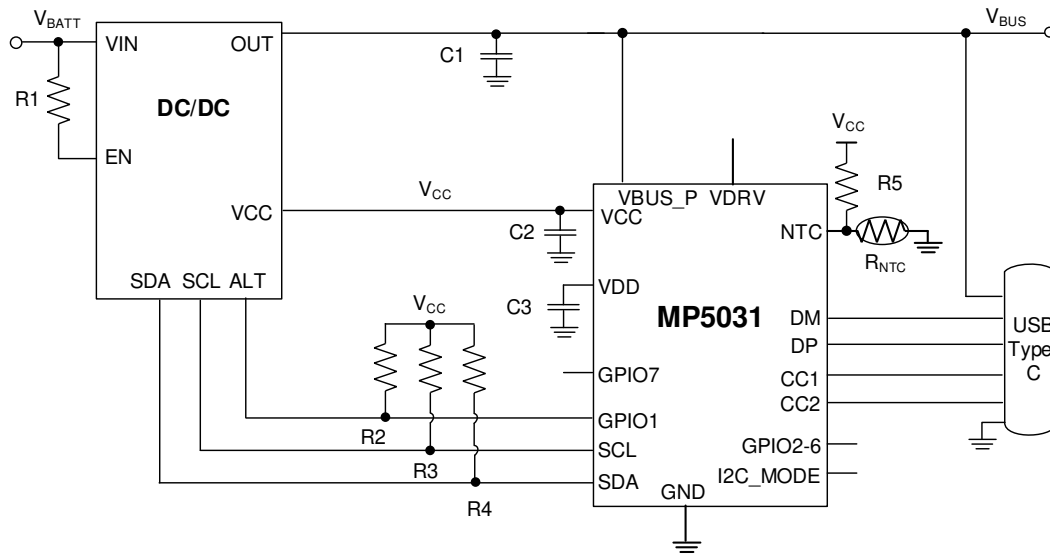 VBATT
VBUS
VIN
OUT
C1
R1
DC/DC
EN
VCC
VCC
R5
VBUS_P VDRV
VCC
VCC
C2
NTC
RNTC
SDA SCL ALT
VDD
C3
VCC
MP5031
DM
USB
Type
C
DP
GPIO7
CC1
CC2
GPIO1
R2
GPIO2-6
SCL
R3
I2C_MODE
SDA
R4
GND